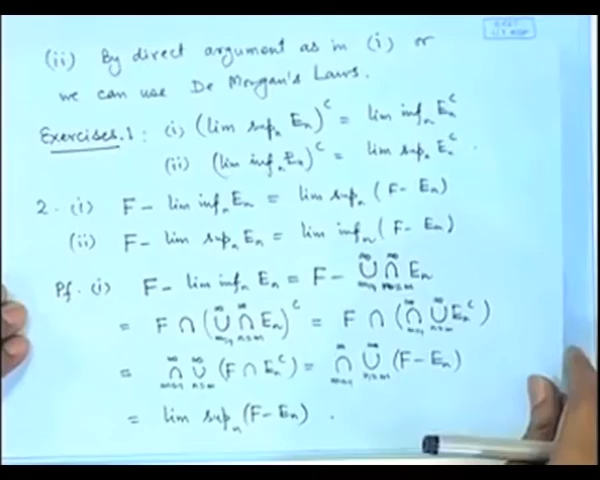 (ii) By direct argument as in (i) or
we can use De Morgan's Laws.
Exercises.1: (i) (lim sup_n E_n)^c = lim inf_n E_n^c
(ii) (lim inf_n E_n)^c = lim sup_n E_n^c.
2. (i) F - lim inf_n E_n = lim sup_n (F - E_n)
(ii) F - lim sup_n E_n = lim inf_n (F - E_n)
Pf. (i) F - lim inf_n E_n = F - ∪_{m=1}^∞ ∩_{n=m}^∞ E_n
= F ∩ (∪_{m=1}^∞ ∩_{n=m}^∞ E_n)^c = F ∩ (∩_{m=1}^∞ ∪_{n=m}^∞ E_n^c)
= ∩_{m=1}^∞ ∪_{n=m}^∞ (F ∩ E_n^c) = ∩_{m=1}^∞ ∪_{n=m}^∞ (F - E_n)
= lim sup_n (F - E_n).